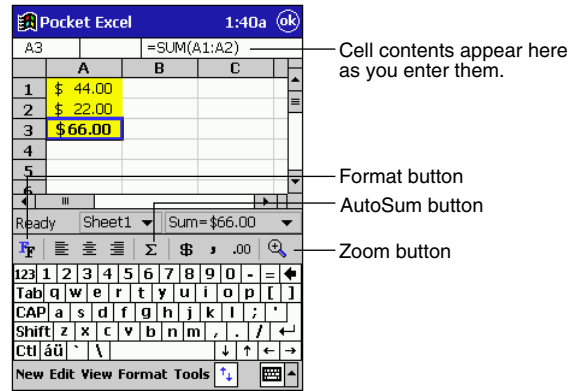 Pocket Excel 1:40a ok
A3 =SUM(A1:A2)
Cell contents appear here
as you enter them.
A B C
1 $ 44.00
2 $ 22.00
3 $66.00
4
5
6
Format button
AutoSum button
Ready Sheet1 Sum=$66.00
FF Σ $ , .00
Zoom button
123 1 2 3 4 5 6 7 8 9 0 - =
Tab q w e r t y u i o p [ ]
CAP a s d f g h j k l ; '
Shift z x c v b n m , . /
Ctl áü ` \
New Edit View Format Tools